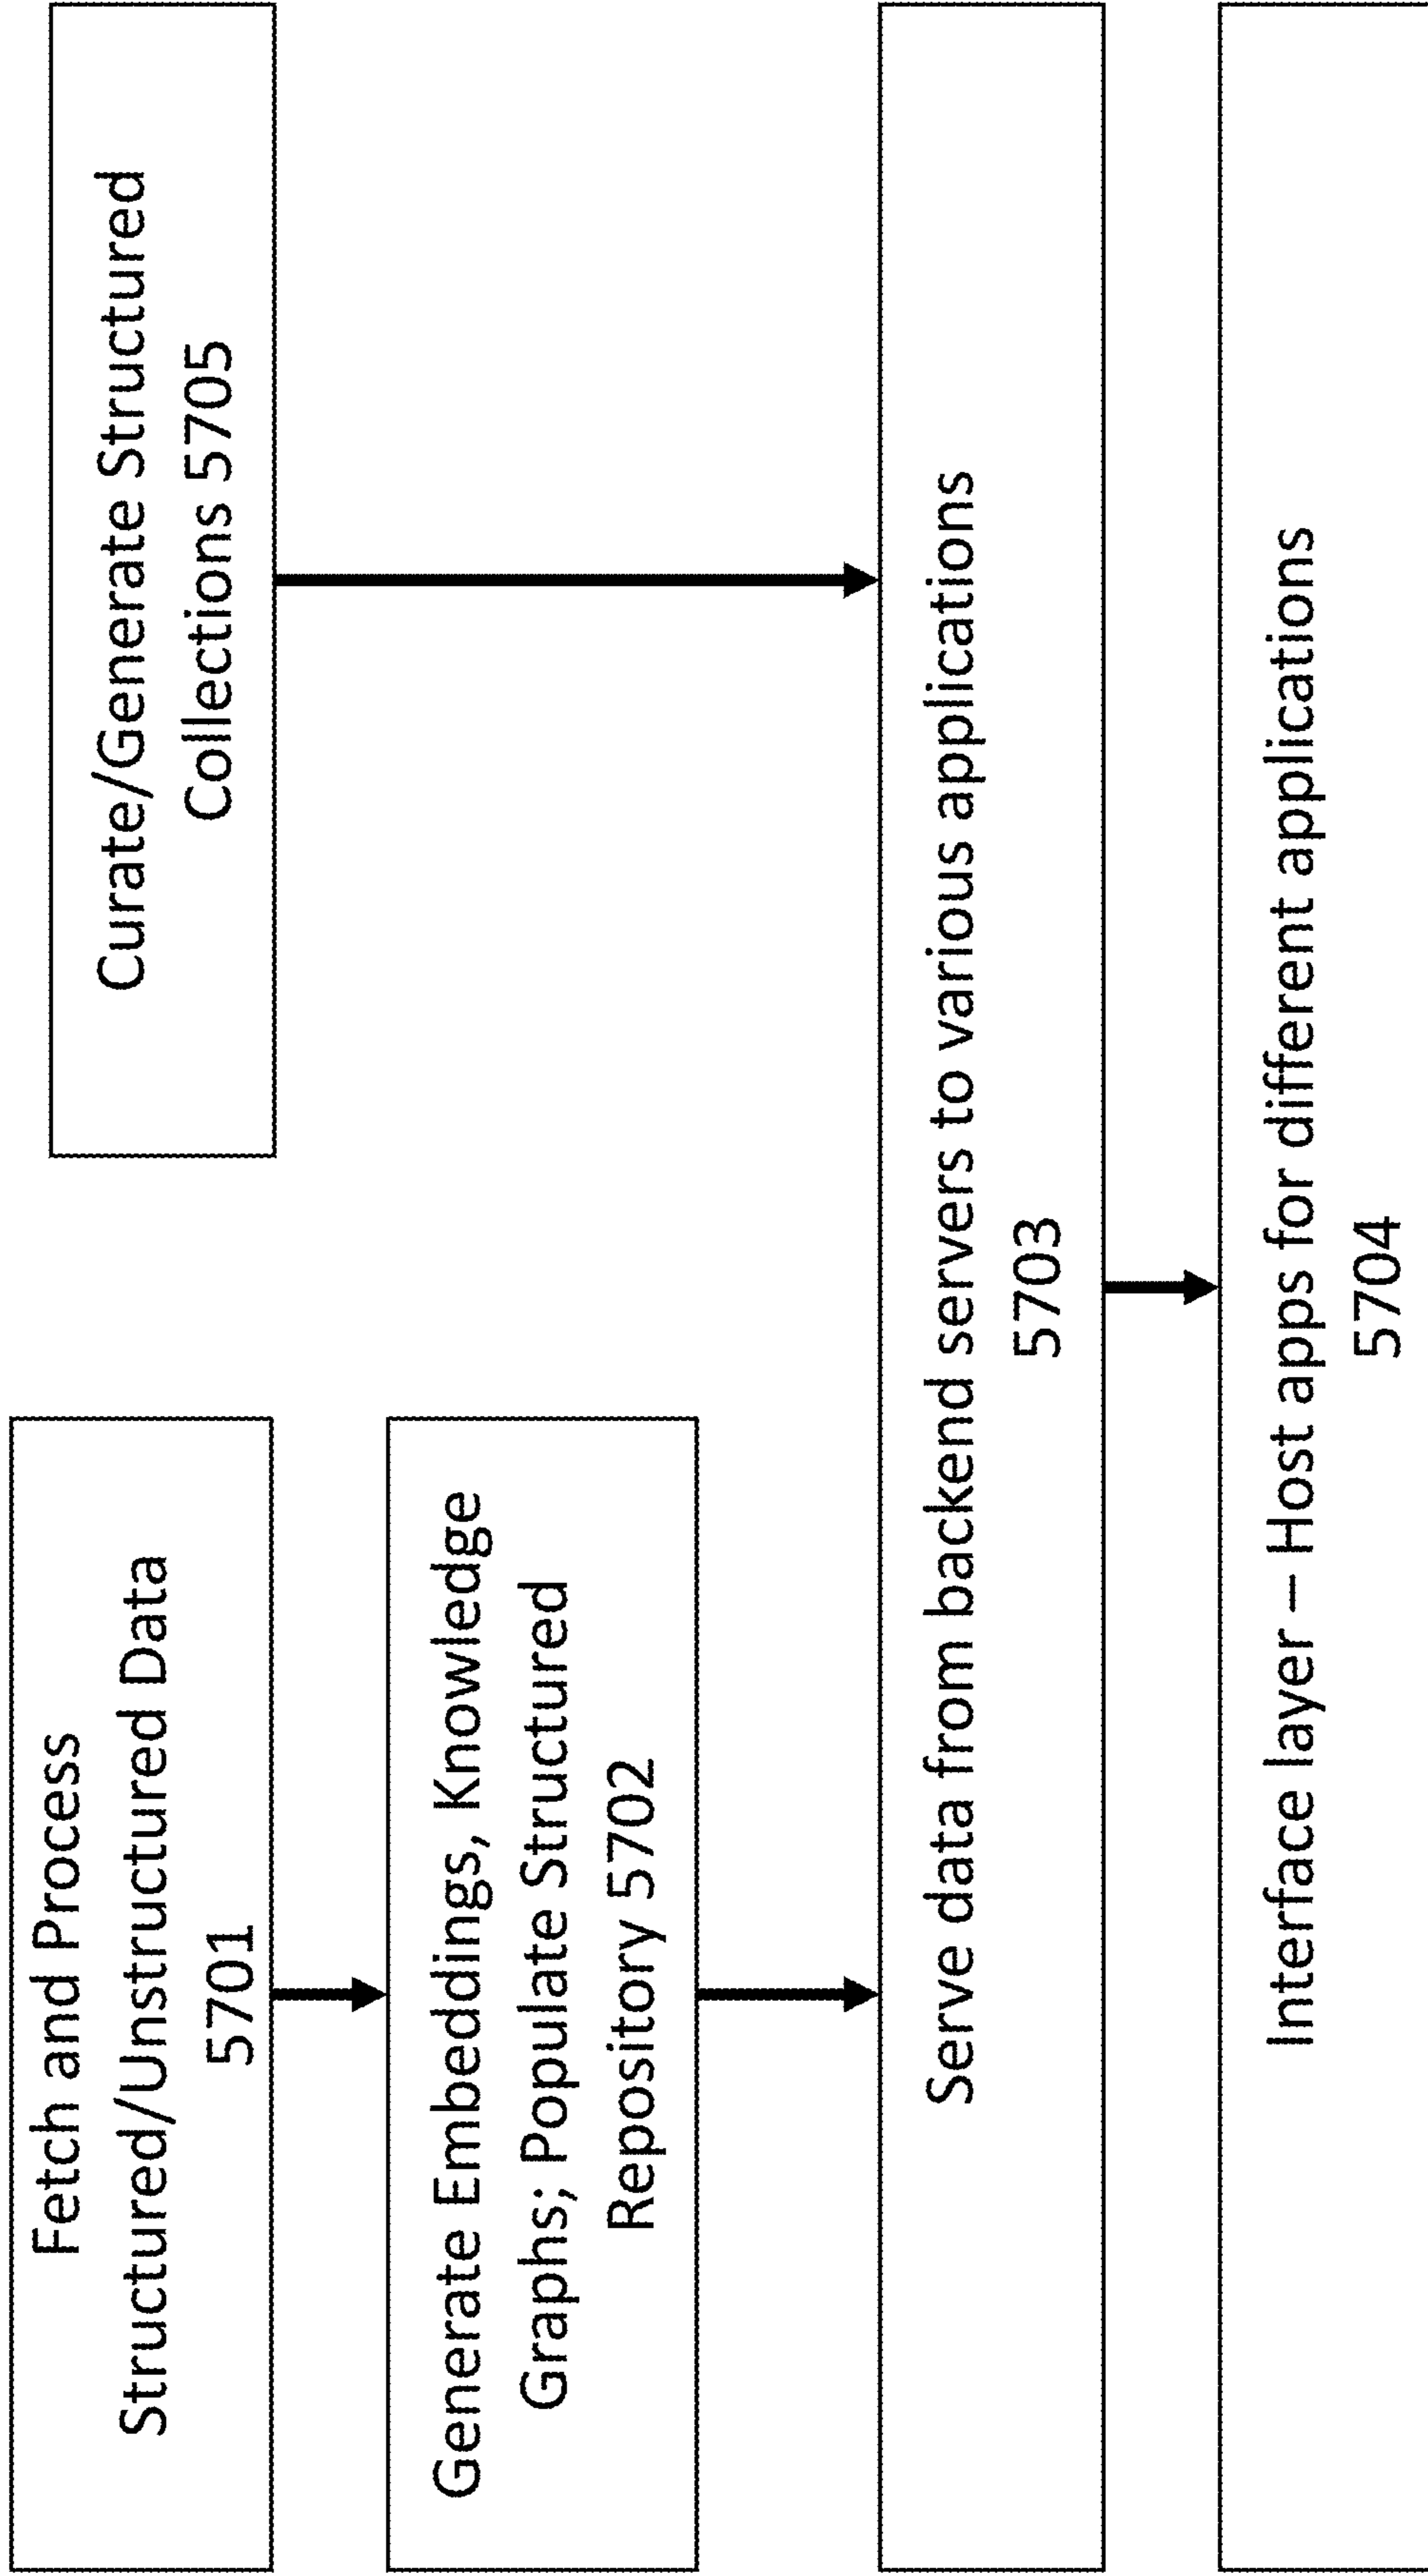 Fetch and Process
Structured/Unstructured Data
5701
Curate/Generate Structured
Collections 5705
Generate Embeddings, Knowledge
Graphs; Populate Structured
Repository 5702
Serve data from backend servers to various applications
5703
Interface layer – Host apps for different applications
5704